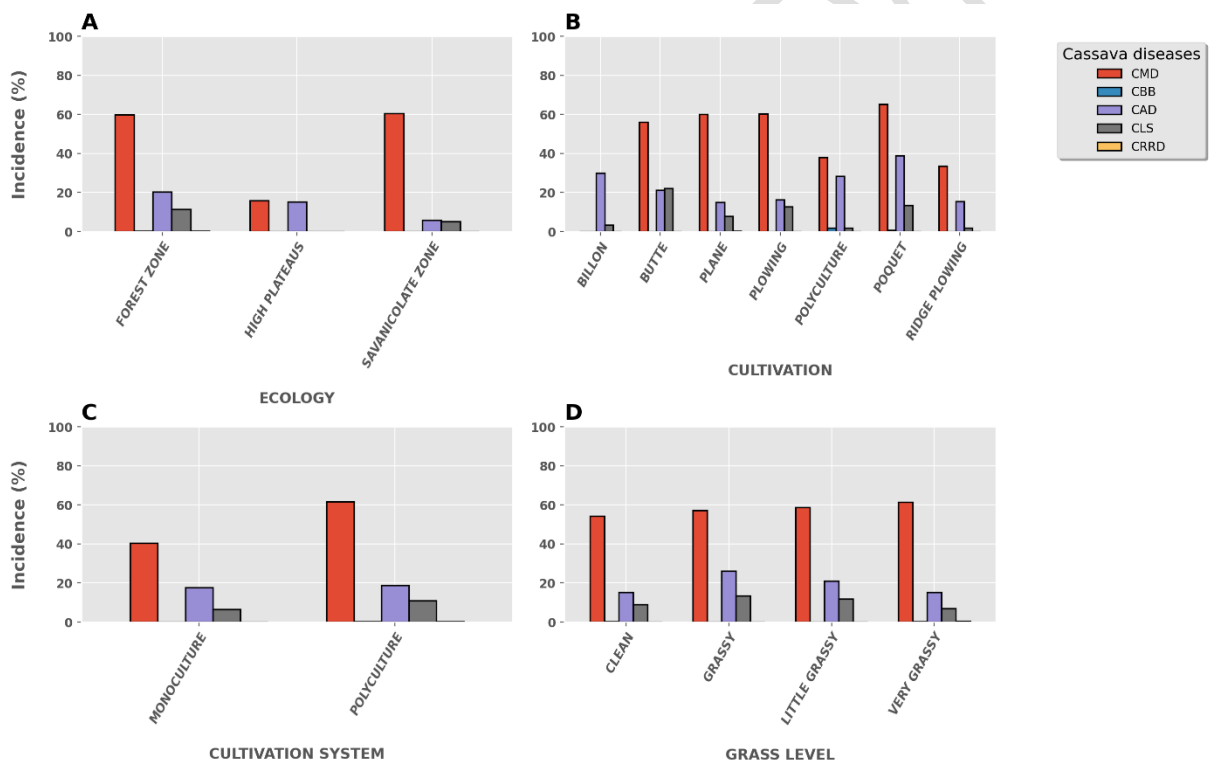 A
Incidence (%)
100
80
60
40
20
0
FOREST ZONE
HIGH PLATEAUS
SAVANICOLATE ZONE
ECOLOGY
B
100
80
60
40
20
0
BILLON
BUTTE
PLANE
PLOWING
POLYCULTURE
POQUET
RIDGE PLOWING
CULTIVATION
Cassava diseases
CMD
CBB
CAD
CLS
CRRD
C
Incidence (%)
100
80
60
40
20
0
MONOCULTURE
POLYCULTURE
CULTIVATION SYSTEM
D
100
80
60
40
20
0
CLEAN
GRASSY
LITTLE GRASSY
VERY GRASSY
GRASS LEVEL